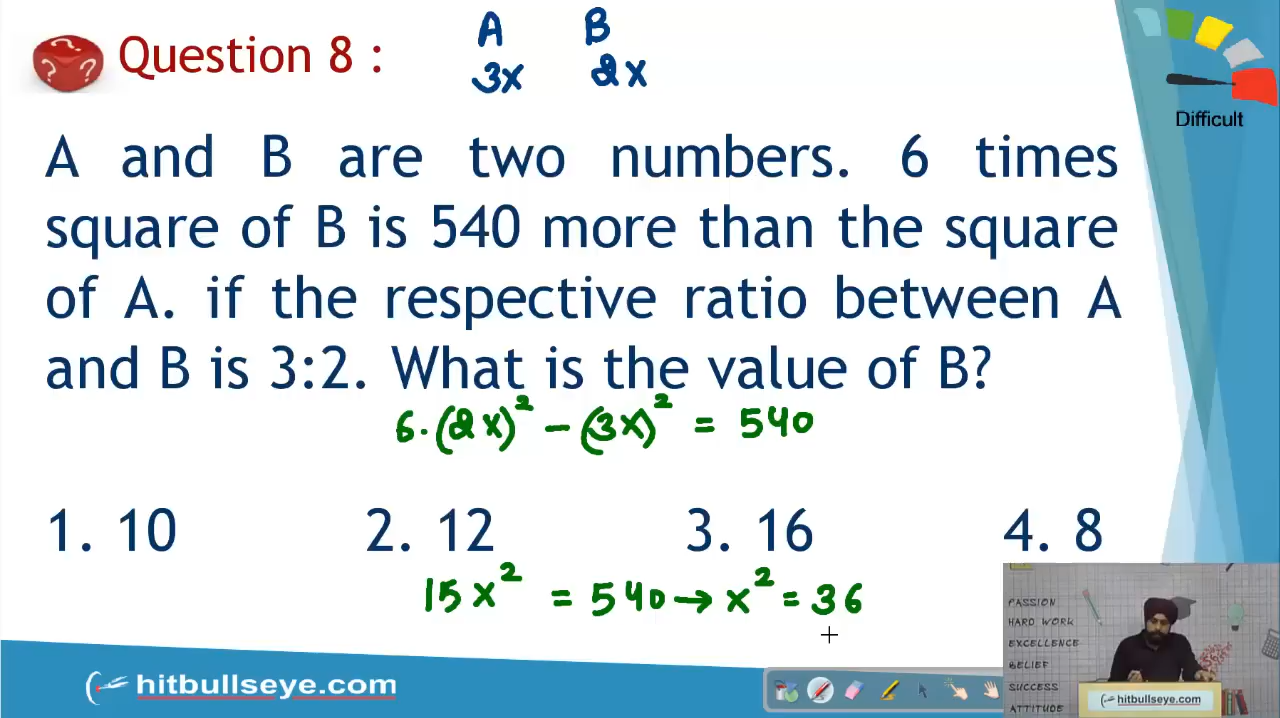 Question 8 :
A B
3x 2x
Difficult
A and B are two numbers. 6 times
square of B is 540 more than the square
of A. if the respective ratio between A
and B is 3:2. What is the value of B?
6.(2x)² - (3x)² = 540
1. 10 2. 12 3. 16 4. 8
15x² = 540 → x² = 36
PASSION
HARD WORK
EXCELLENCE
BELIEF
SUCCESS
ATTITUDE
hitbullseye.com
hitbullseye.com